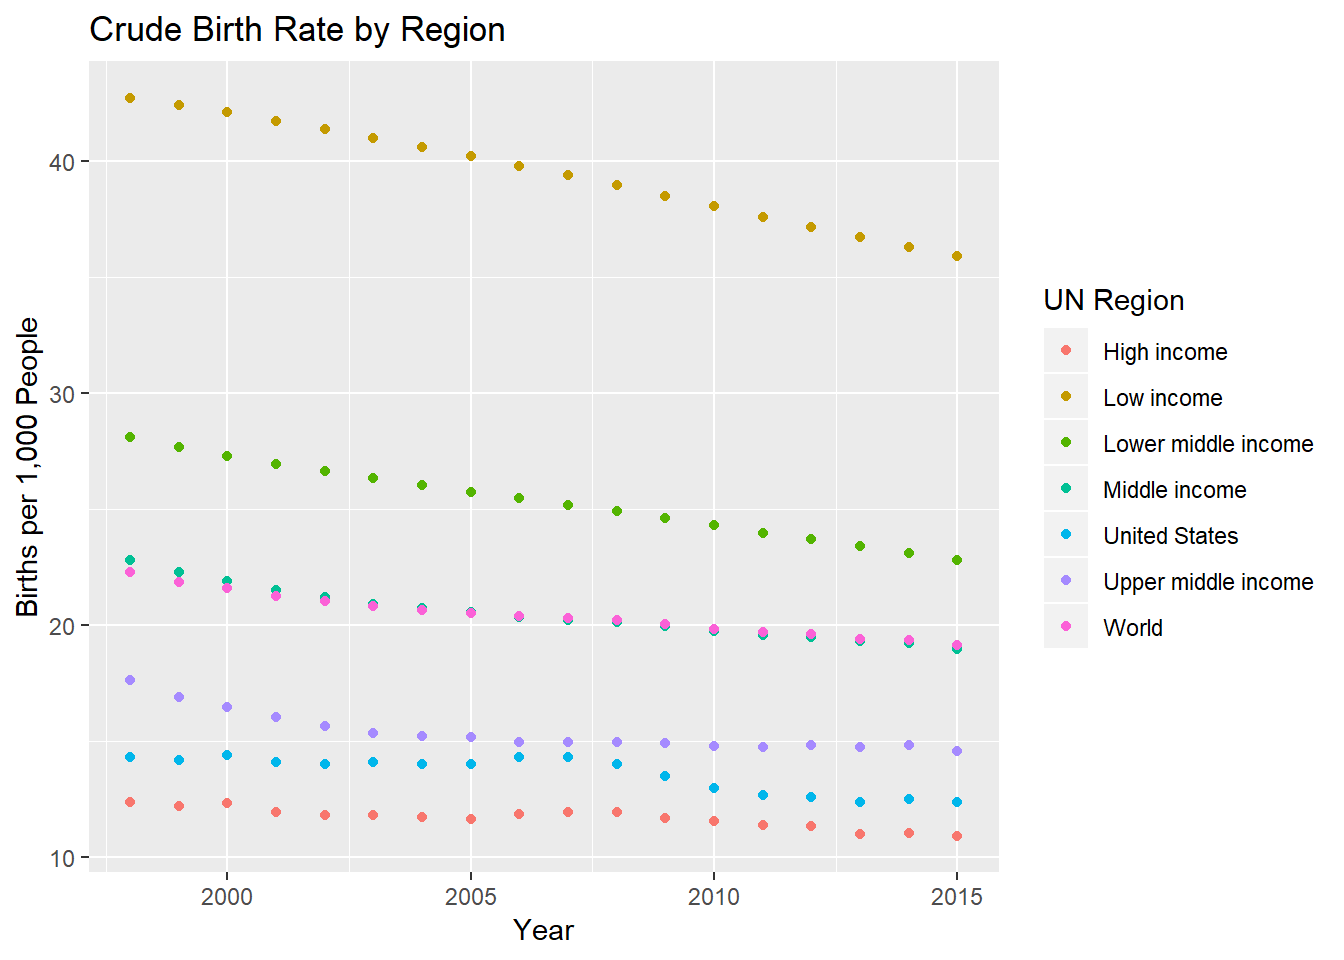 Crude Birth Rate by Region
Births per 1,000 People
40
30
20
10
2000
2005
2010
2015
Year
UN Region
High income
Low income
Lower middle income
Middle income
United States
Upper middle income
World